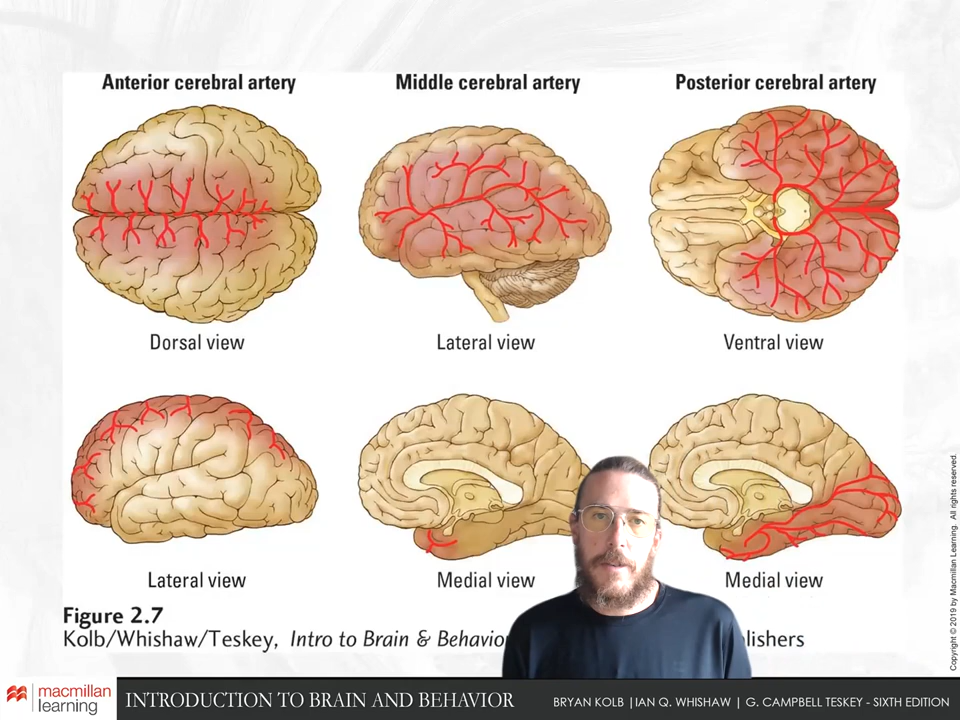 Anterior cerebral artery
Middle cerebral artery
Posterior cerebral artery
Dorsal view
Lateral view
Ventral view
Lateral view
Medial view
Medial view
Figure 2.7
Kolb/Whishaw/Teskey, Intro to Brain & Behavio
lishers
Copyright © 2019 by Macmillan Learning. All rights reserved.
macmillan
learning
INTRODUCTION TO BRAIN AND BEHAVIOR
BRYAN KOLB | IAN Q. WHISHAW | G. CAMPBELL TESKEY - SIXTH EDITION